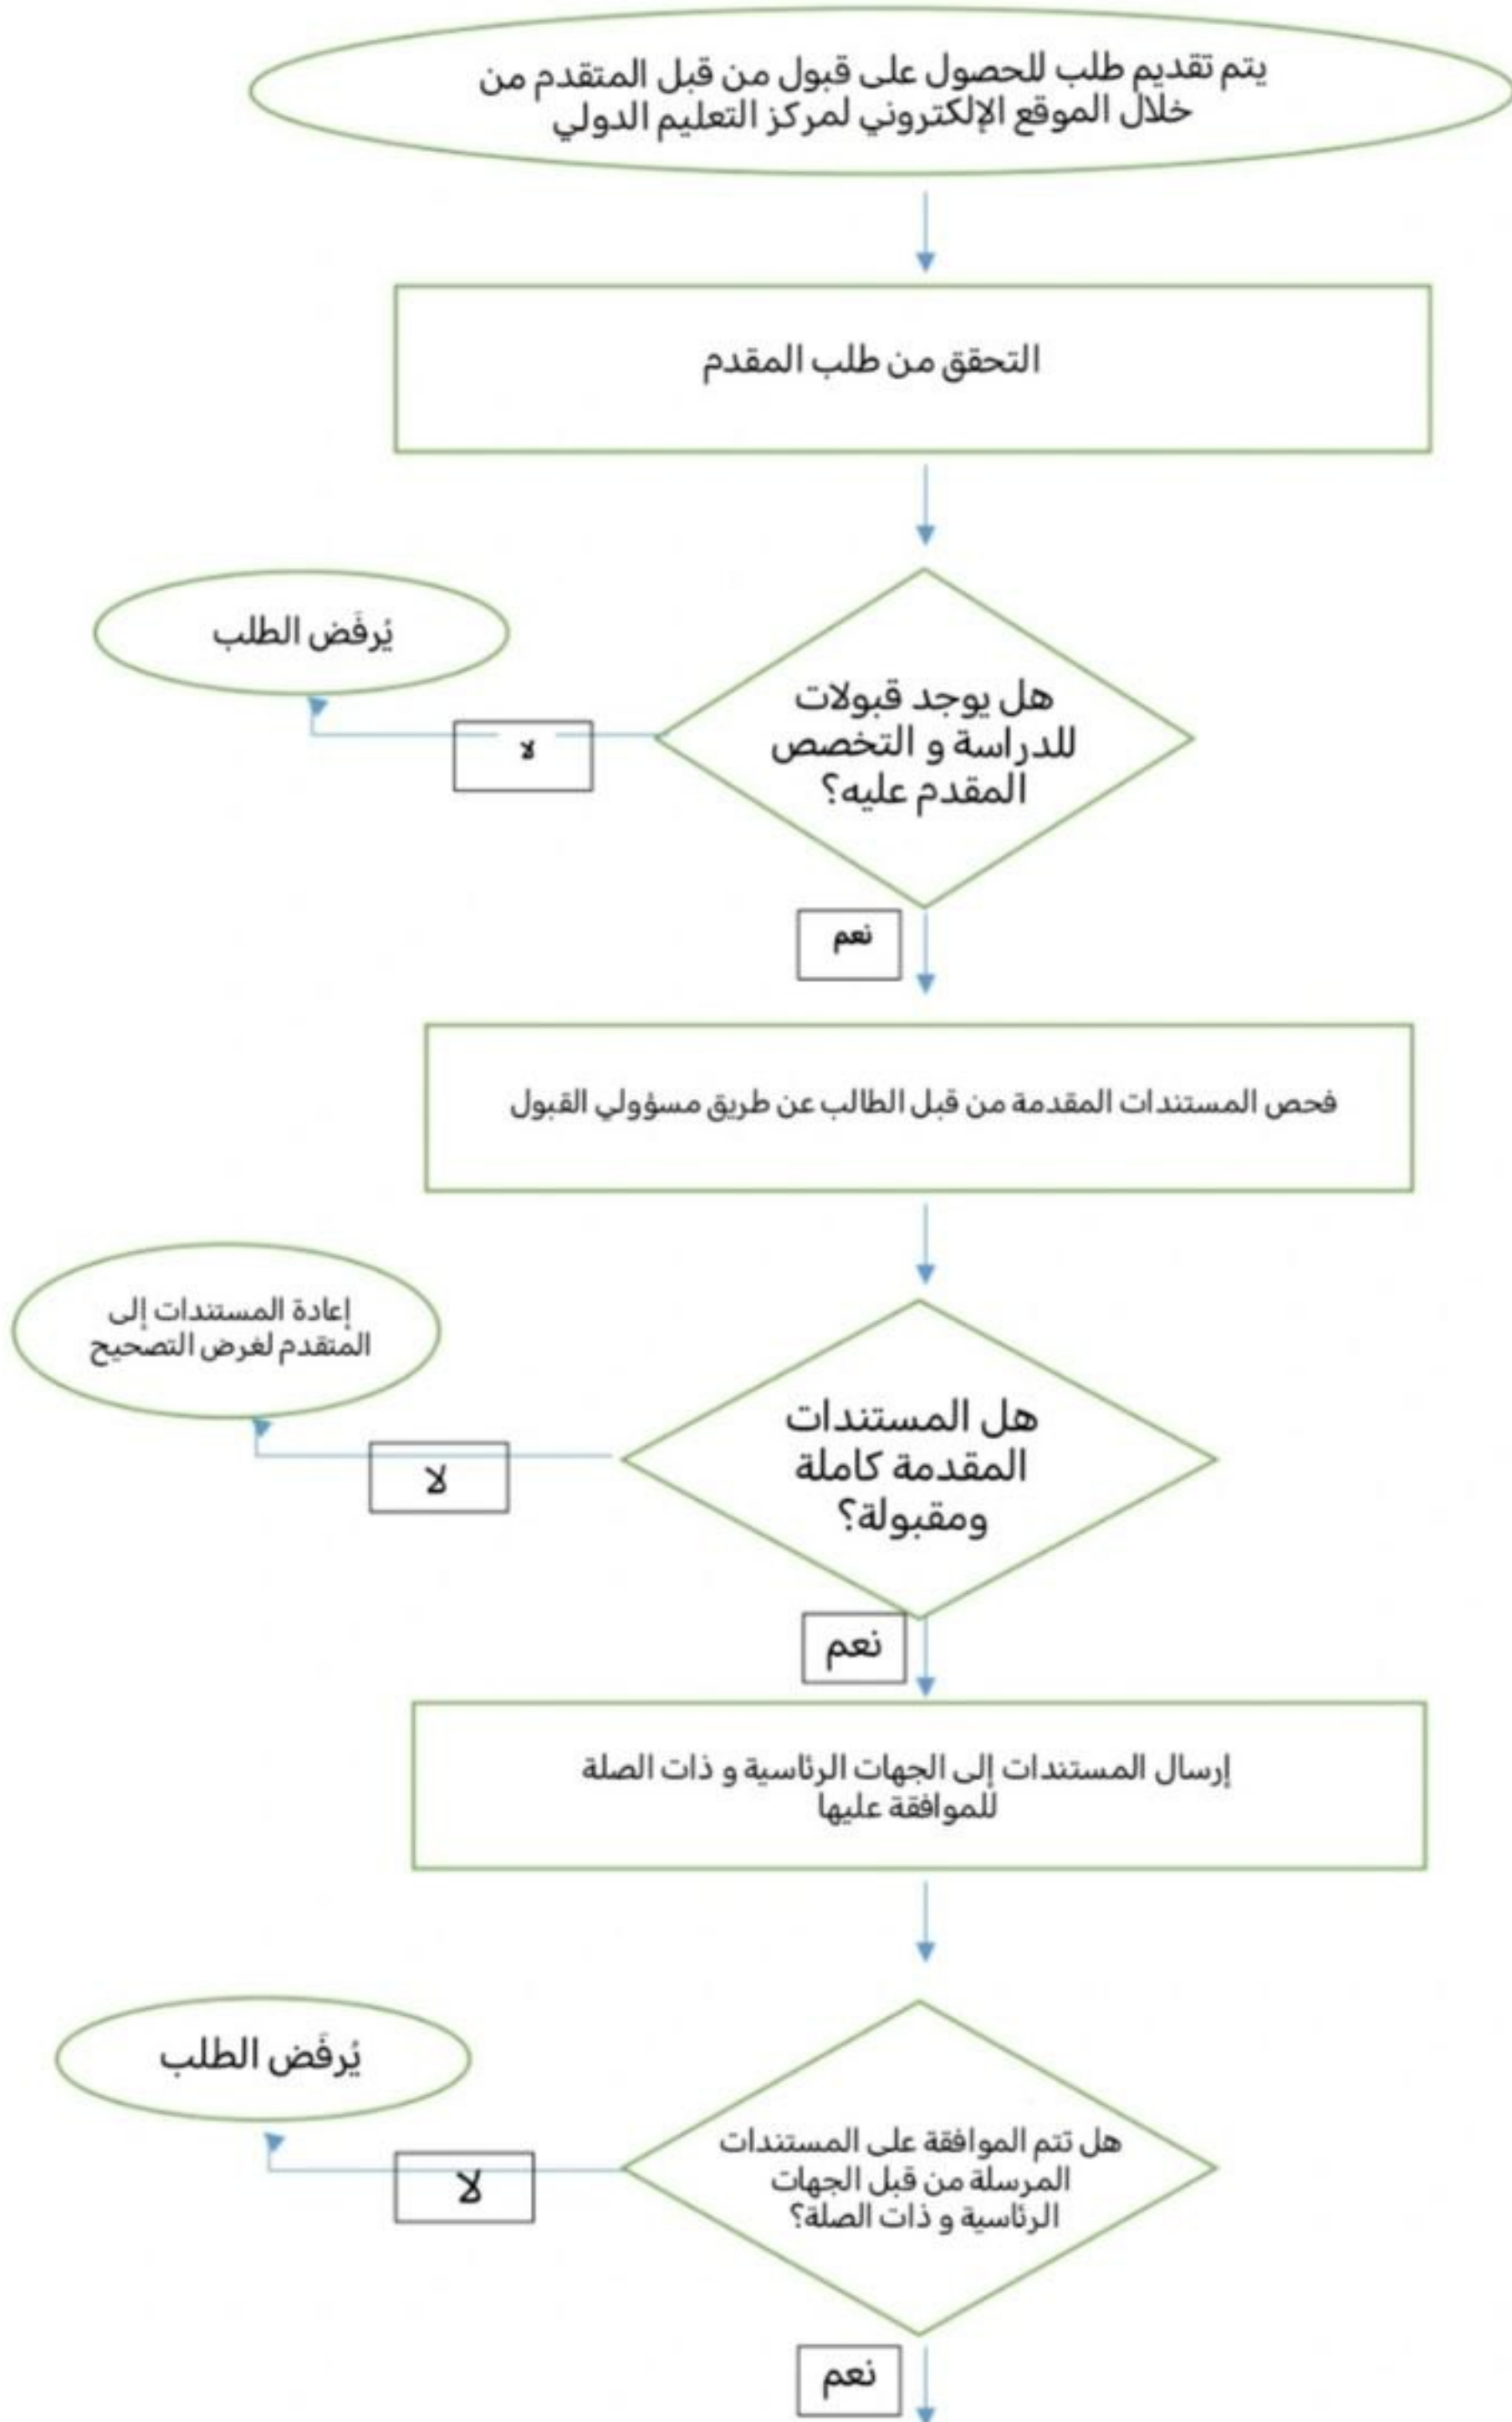 يتم تقديم طلب للحصول على قبول من قبل المتقدم من
خلال الموقع الإلكتروني لمركز التعليم الدولي
التحقق من طلب المقدم
يُرفَض الطلب
هل يوجد قبولات
للدراسة و التخصص
المقدم عليه؟
لا
نعم
فحص المستندات المقدمة من قبل الطالب عن طريق مسؤولي القبول
إعادة المستندات إلى
المتقدم لغرض التصحيح
هل المستندات
المقدمة كاملة
ومقبولة؟
لا
نعم
إرسال المستندات إلى الجهات الرئاسية و ذات الصلة
للموافقة عليها
يُرفَض الطلب
هل تتم الموافقة على المستندات
المرسلة من قبل الجهات
الرئاسية و ذات الصلة؟
لا
نعم